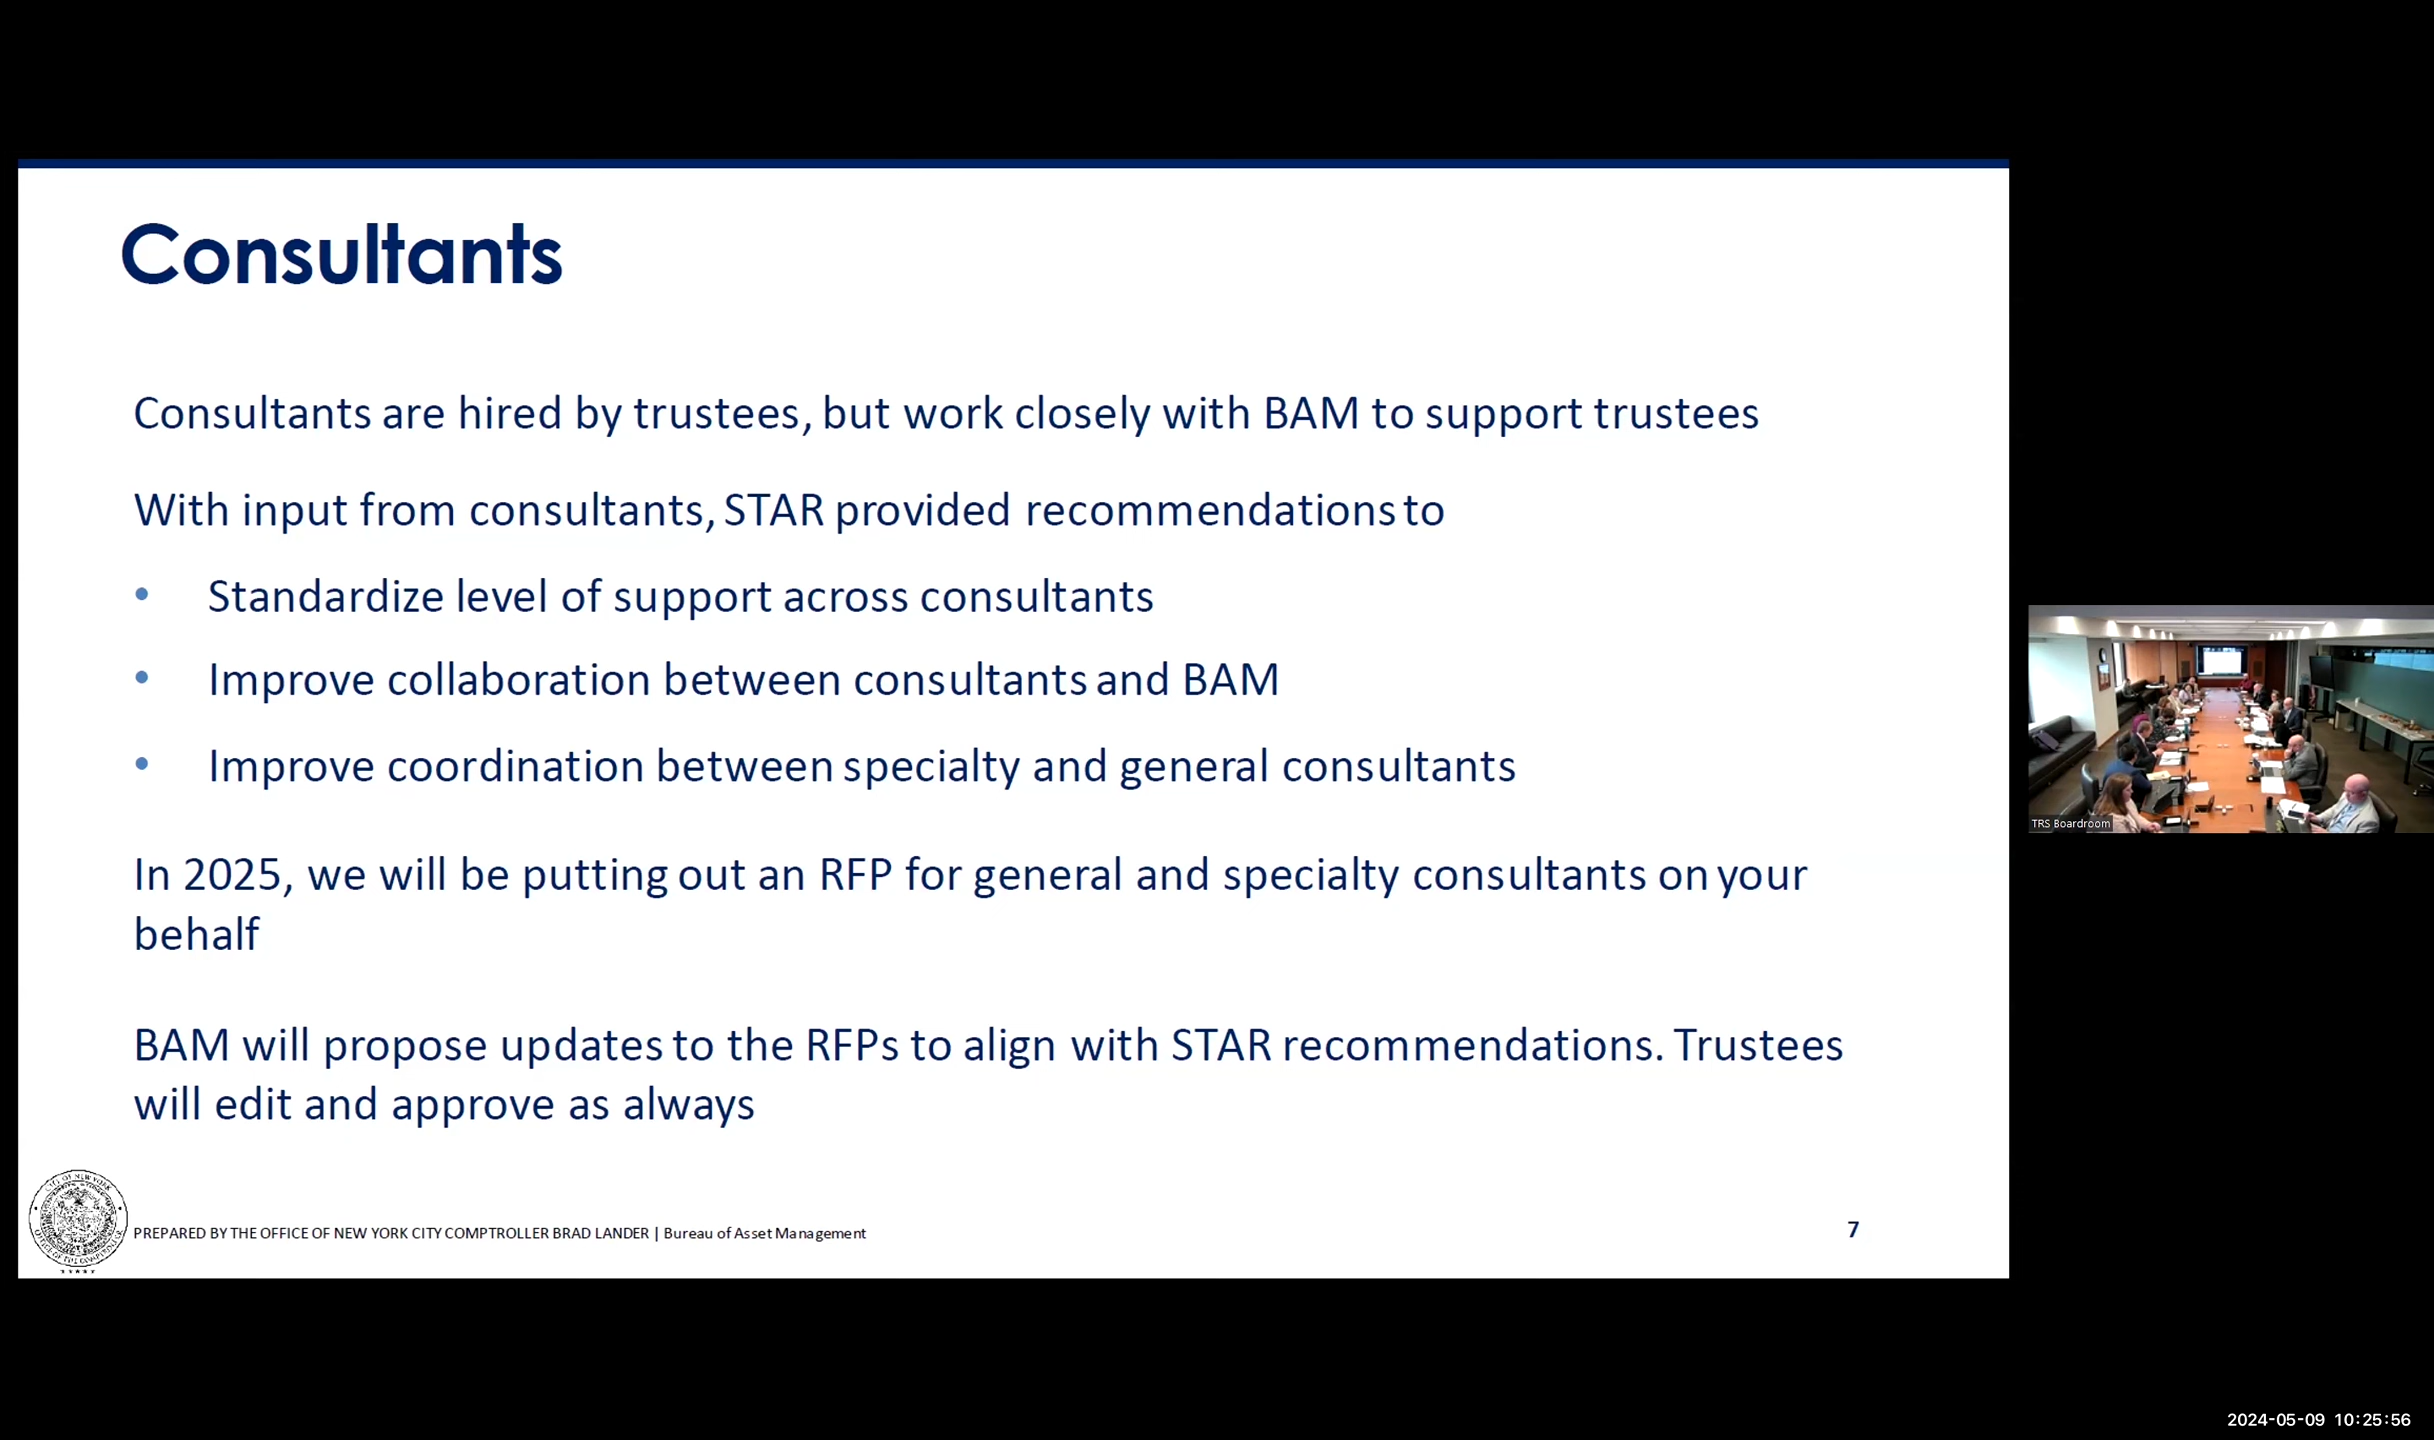 Consultants
Consultants are hired by trustees, but work closely with BAM to support trustees
With input from consultants, STAR provided recommendations to
• Standardize level of support across consultants
• Improve collaboration between consultants and BAM
• Improve coordination between specialty and general consultants
In 2025, we will be putting out an RFP for general and specialty consultants on your
behalf
BAM will propose updates to the RFPs to align with STAR recommendations. Trustees
will edit and approve as always
PREPARED BY THE OFFICE OF NEW YORK CITY COMPTROLLER BRAD LANDER | Bureau of Asset Management
7
TRS Boardroom
2024-05-09 10:25:56